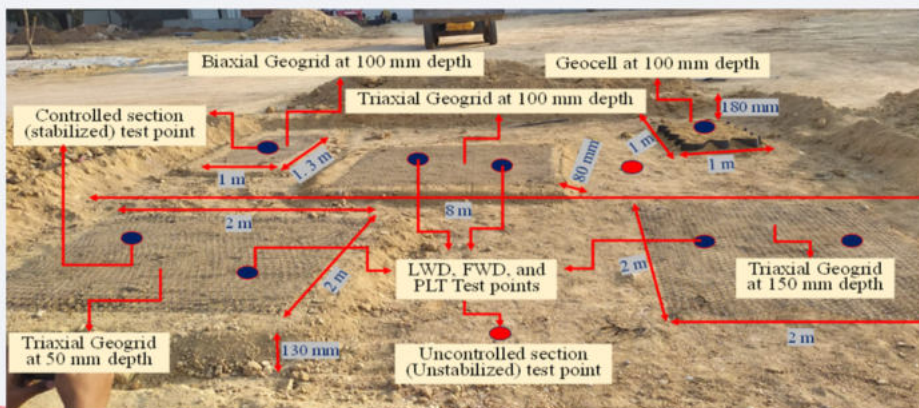 Biaxial Geogrid at 100 mm depth
Geocell at 100 mm depth
Triaxial Geogrid at 100 mm depth
180 mm
Controlled section
(stabilized) test point
1 m
1. 3 m
80 mm
1 m
1 m
8 m
2 m
2 m
LWD, FWD, and
PLT Test points
2 m
Triaxial Geogrid
at 150 mm depth
Triaxial Geogrid
at 50 mm depth
130 mm
Uncontrolled section
(Unstabilized) test point
2 m